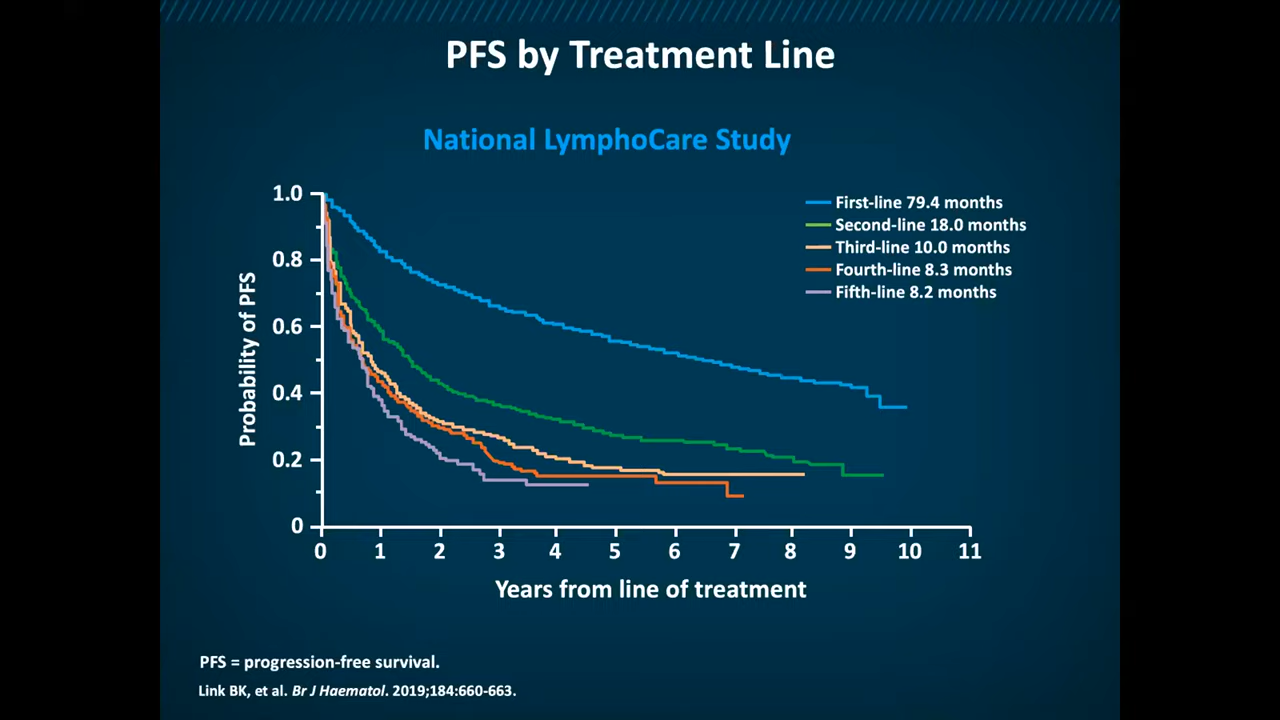 PFS by Treatment Line
National LymphoCare Study
First-line 79.4 months
Second-line 18.0 months
Third-line 10.0 months
Fourth-line 8.3 months
Fifth-line 8.2 months
Probability of PFS
1.0
0.8
0.6
0.4
0.2
0
0 1 2 3 4 5 6 7 8 9 10 11
Years from line of treatment
PFS = progression-free survival.
Link BK, et al. Br J Haematol. 2019;184:660-663.